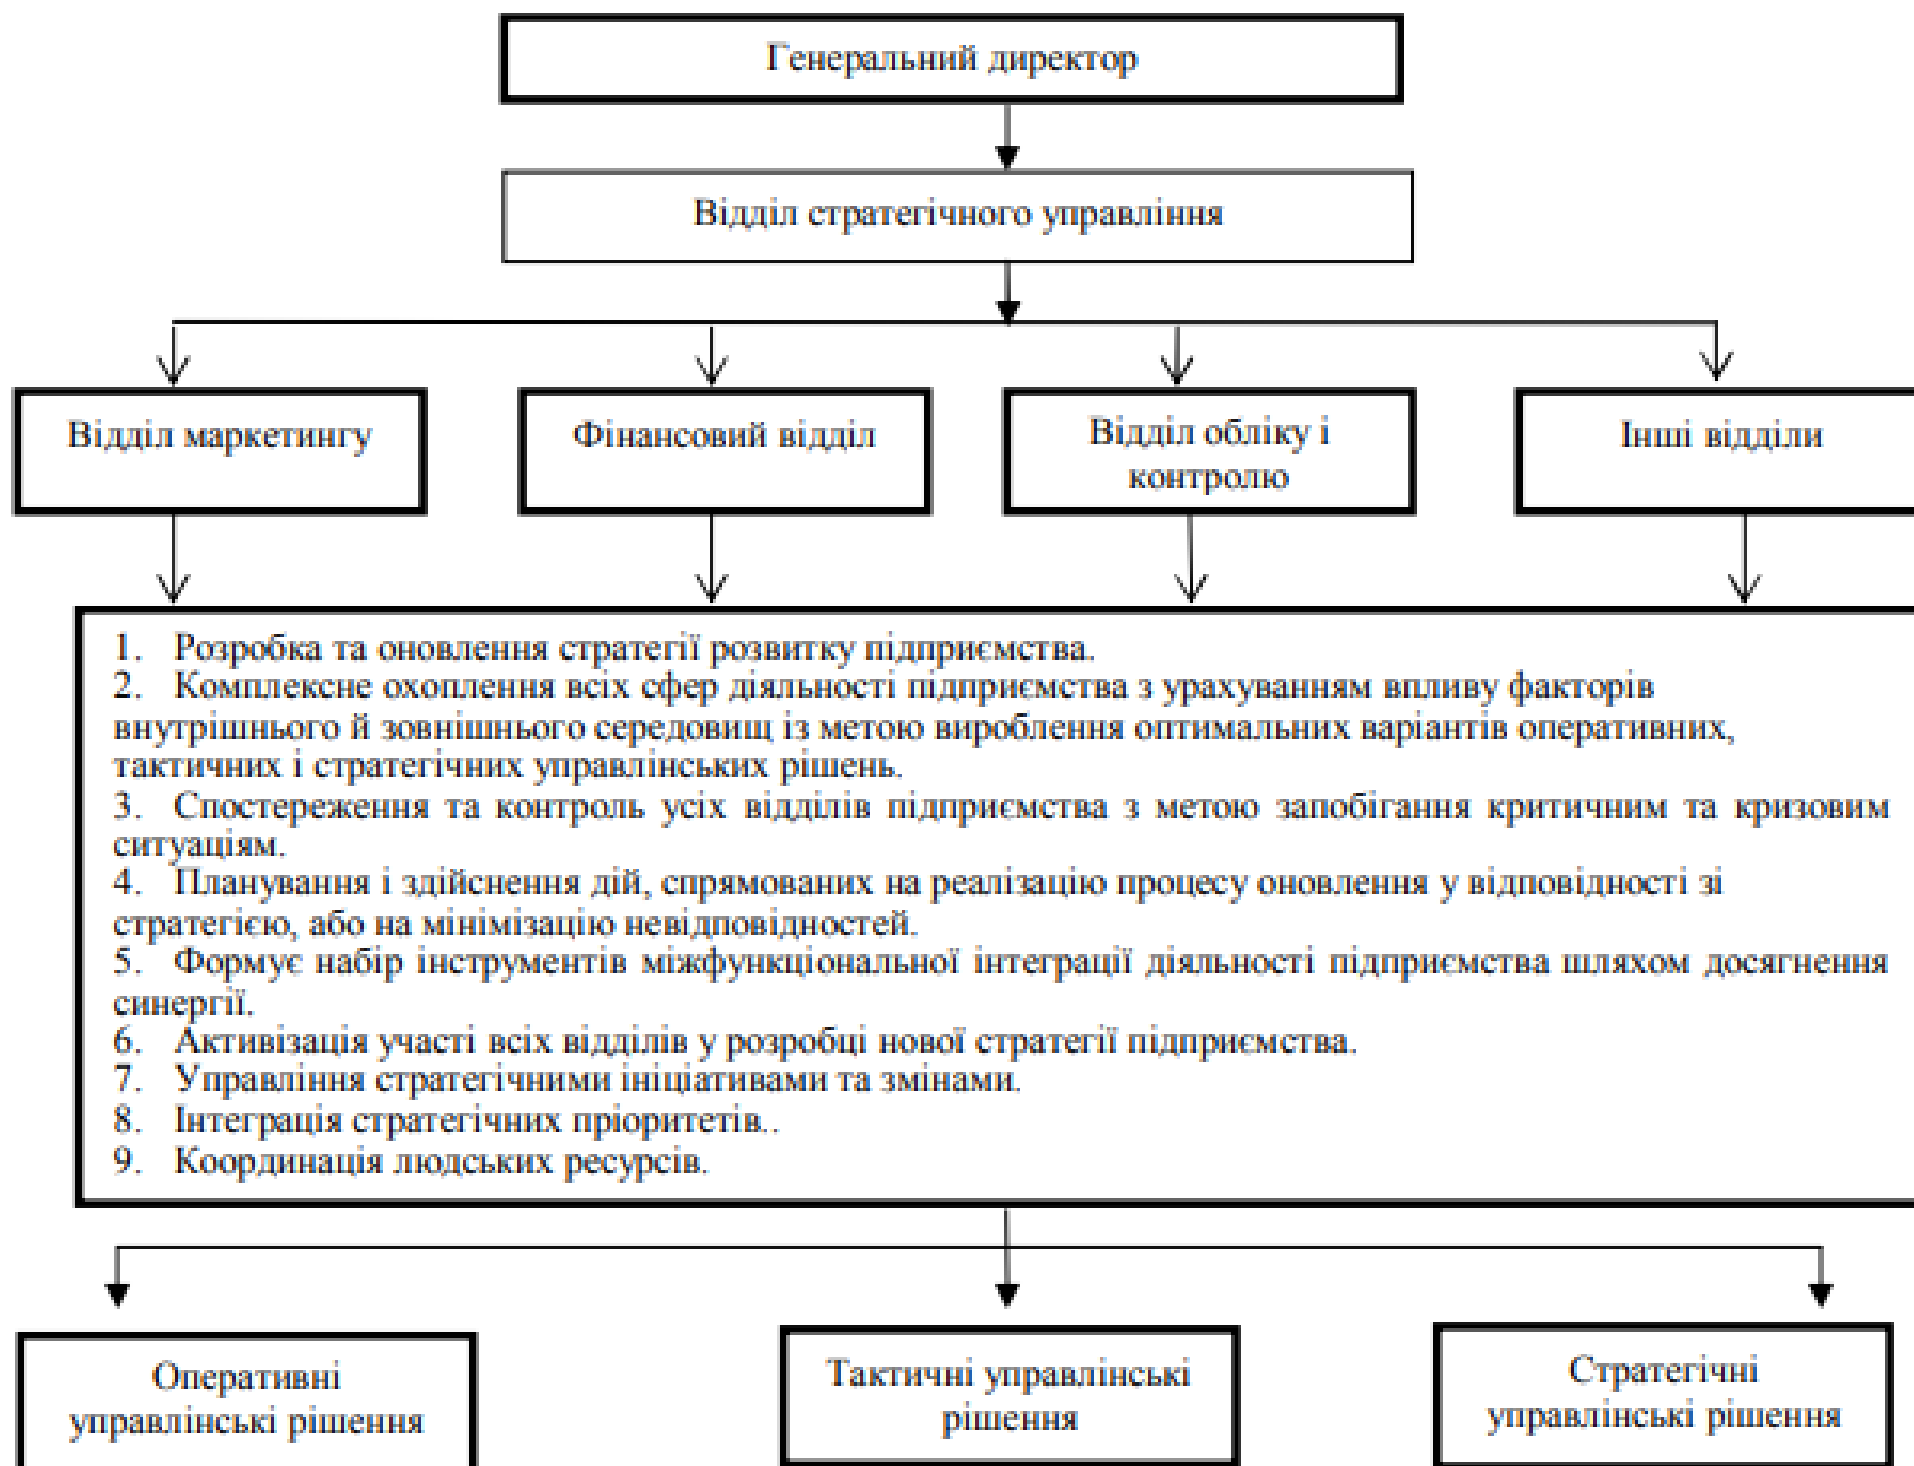 Генеральний директор
Відділ стратегічного управління
Відділ маркетингу
Фінансовий відділ
Відділ обліку і
контролю
Інші відділи
1. Розробка та оновлення стратегії розвитку підприємства.
2. Комплексне охоплення всіх сфер діяльності підприємства з урахуванням впливу факторів
внутрішнього й зовнішнього середовищ із метою вироблення оптимальних варіантів оперативних,
тактичних і стратегічних управлінських рішень.
3. Спостереження та контроль усіх відділів підприємства з метою запобігання критичним та кризовим
ситуаціям.
4. Планування і здійснення дій, спрямованих на реалізацію процесу оновлення у відповідності зі
стратегією, або на мінімізацію невідповідностей.
5. Формує набір інструментів міжфункціональної інтеграції діяльності підприємства шляхом досягнення
синергії.
6. Активізація участі всіх відділів у розробці нової стратегії підприємства.
7. Управління стратегічними ініціативами та змінами.
8. Інтеграція стратегічних пріоритетів..
9. Координація людських ресурсів.
Оперативні
управлінські рішення
Тактичні управлінські
рішення
Стратегічні
управлінські рішення